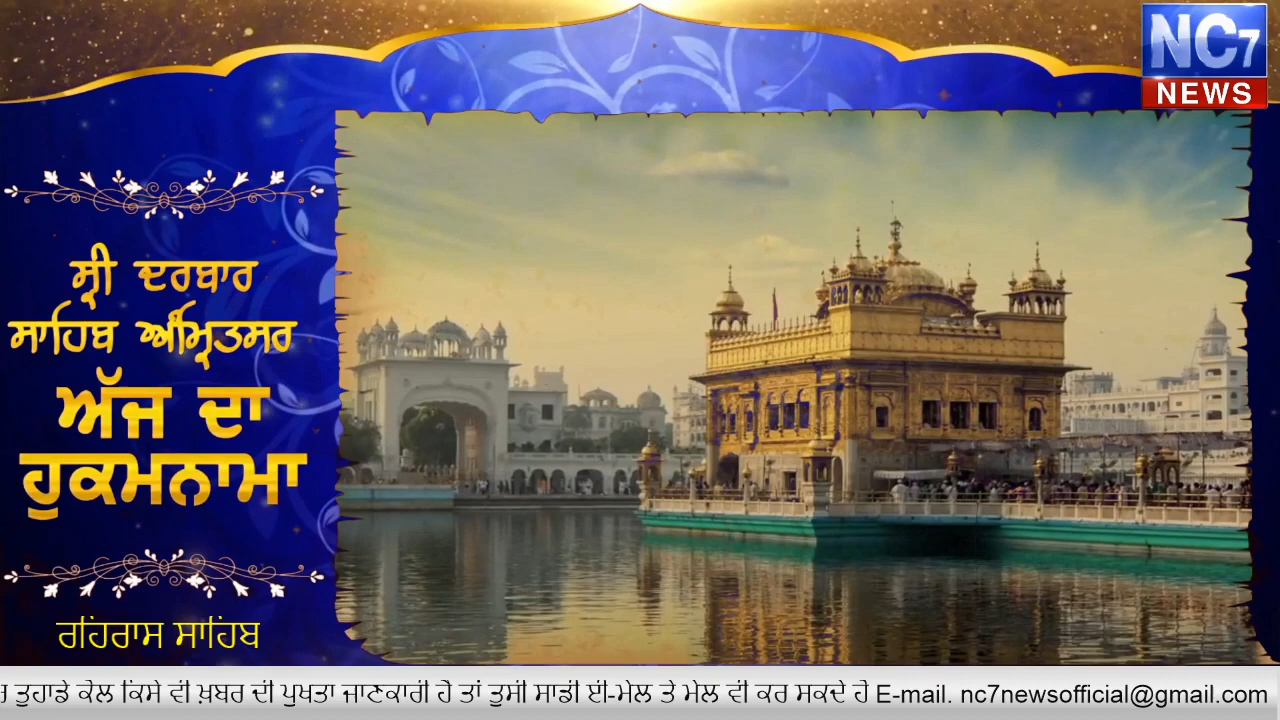 NC7
NEWS
ਸ੍ਰੀ ਦਰਬਾਰ
ਸਾਹਿਬ ਅੰਮ੍ਰਿਤਸਰ
ਅੱਜ ਦਾ
ਹੁਕਮਨਾਮਾ
ਰਹਿਰਾਸ ਸਾਹਿਬ
ਤੁਹਾਡੇ ਕੋਲ ਕਿਸੇ ਵੀ ਖ਼ਬਰ ਦੀ ਪੁਖਤਾ ਜਾਣਕਾਰੀ ਹੈ ਤਾਂ ਤੁਸੀਂ ਸਾਡੀ ਈ-ਮੇਲ ਤੇ ਮੇਲ ਵੀ ਕਰ ਸਕਦੇ ਹੋ E-mail. nc7newsofficial@gmail.com